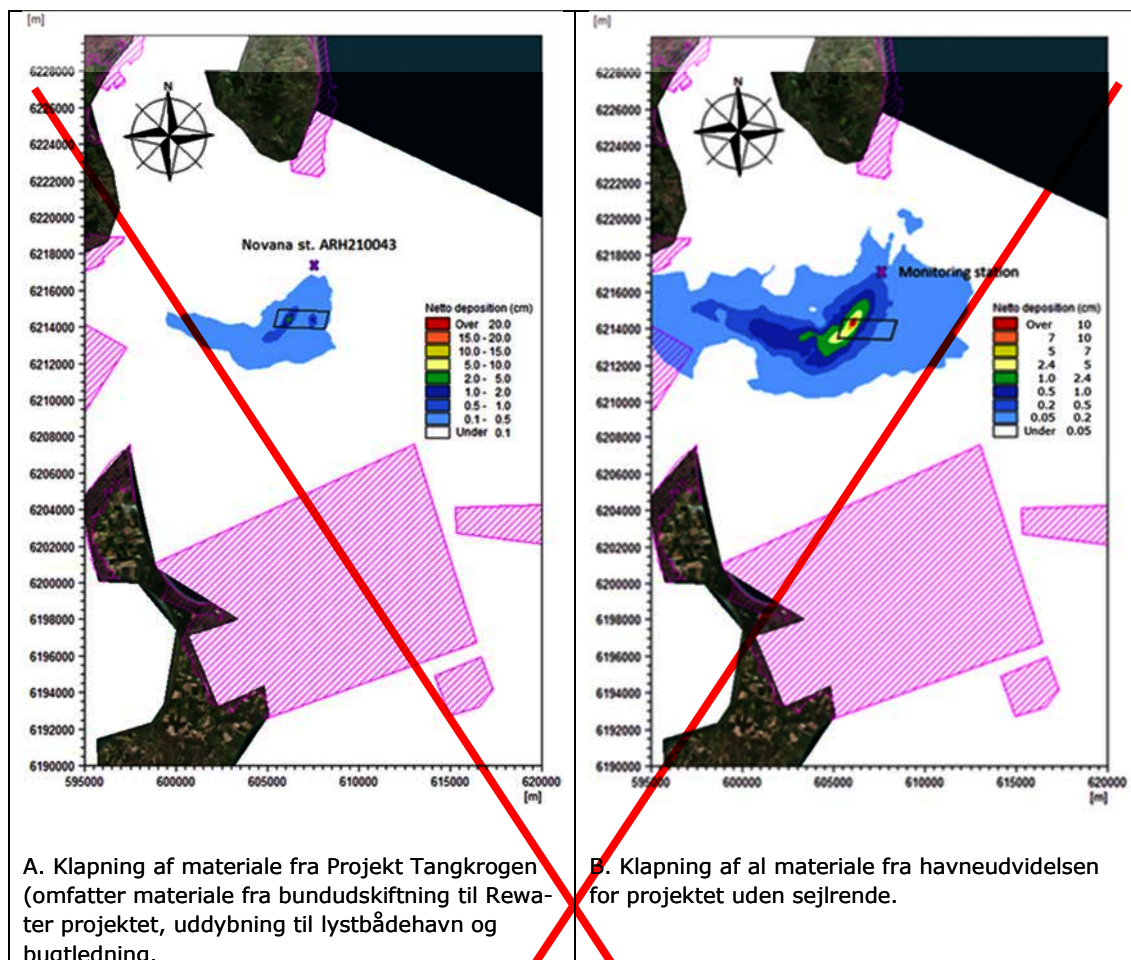 [m]
6228000
6226000
6224000
6222000
6220000
6218000
6216000
6214000
6212000
6210000
6208000
6206000
6204000
6202000
6200000
6198000
6196000
6194000
6192000
6190000
595000 600000 605000 610000 615000 620000
[m]
N
Novana st. ARH210043
Netto deposition (cm)
Over 20.0
15.0 - 20.0
10.0 - 15.0
5.0 - 10.0
2.0 - 5.0
1.0 - 2.0
0.5 - 1.0
0.1 - 0.5
Under 0.1
A. Klapning af materiale fra Projekt Tangkrogen
(omfatter materiale fra bundudskiftning til Rewa-
ter projektet, uddybning til lystbådehavn og
bugtledning.
[m]
6228000
6226000
6224000
6222000
6220000
6218000
6216000
6214000
6212000
6210000
6208000
6206000
6204000
6202000
6200000
6198000
6196000
6194000
6192000
6190000
595000 600000 605000 610000 615000 620000
[m]
N
Monitoring station
Netto deposition (cm)
Over 10
7 10
5 7
2.4 5
1.0 2.4
0.5 1.0
0.2 0.5
0.05 0.2
Under 0.05
B. Klapning af al materiale fra havneudvidelsen
for projektet uden sejlrende.